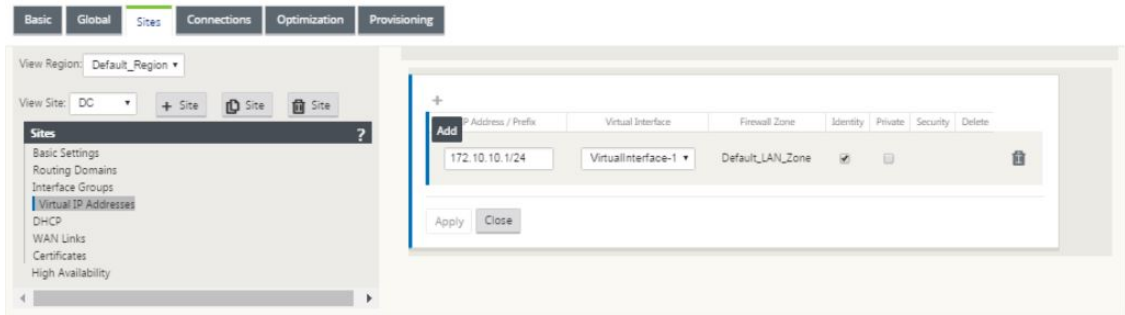 Basic Global Sites Connections Optimization Provisioning
View Region: Default_Region
View Site: DC + Site Site Site
Sites ?
Basic Settings
Routing Domains
Interface Groups
Virtual IP Addresses
DHCP
WAN Links
Certificates
High Availability
+
Add P Address / Prefix Virtual Interface Firewall Zone Identity Private Security Delete
172.10.10.1/24 VirtualInterface-1 Default_LAN_Zone
Apply Close